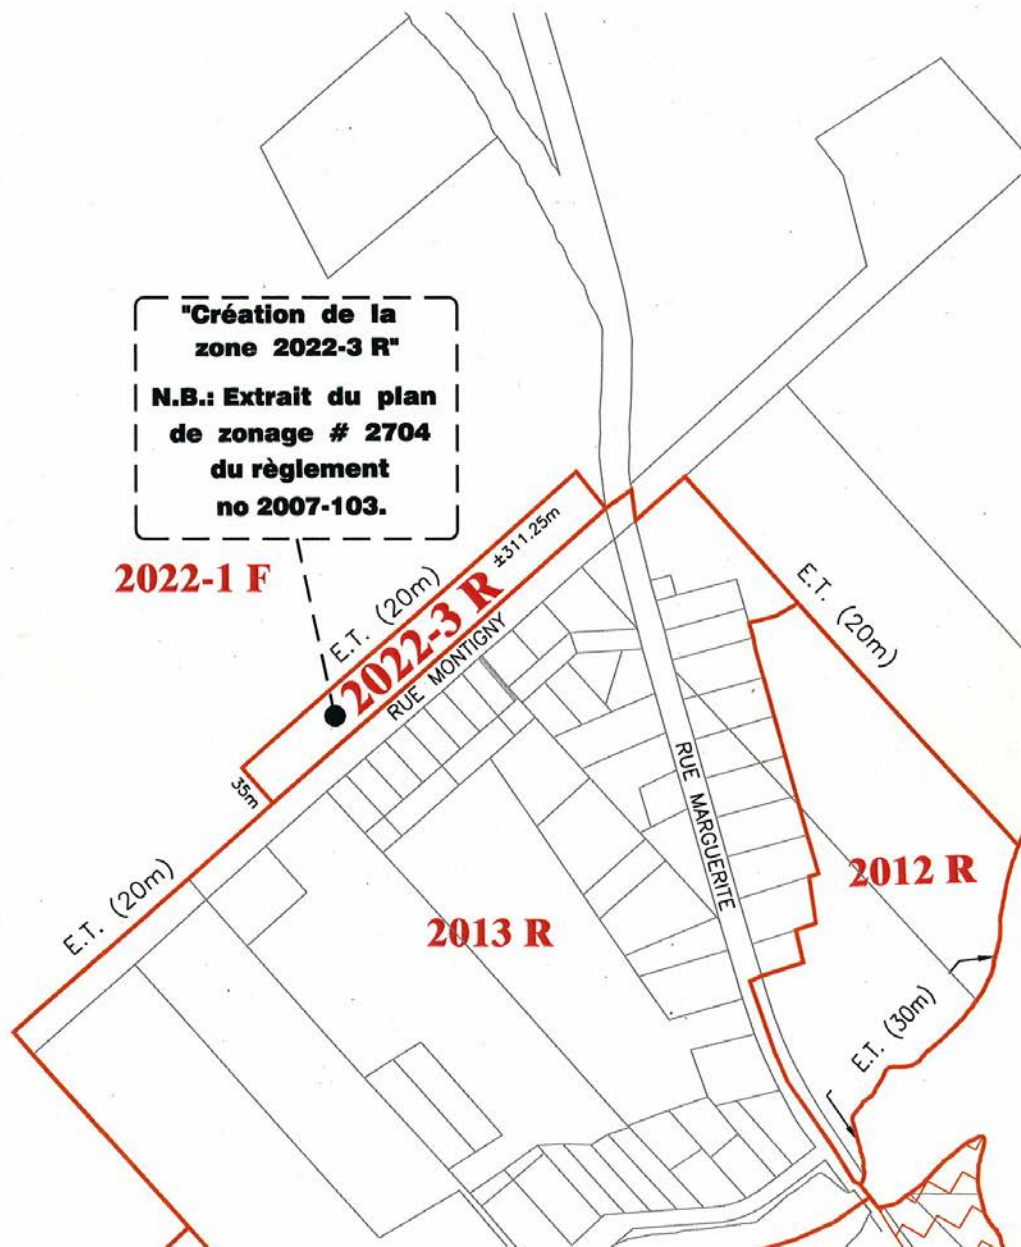 "Création de la
zone 2022-3 R"
N.B.: Extrait du plan
de zonage # 2704
du règlement
no 2007-103.
2022-1 F
E.T. (20m)
±311.25m
2022-3 R
RUE MONTIGNY
35m
E.T. (20m)
E.T. (20m)
RUE MARGUERITE
2012 R
2013 R
E.T. (30m)